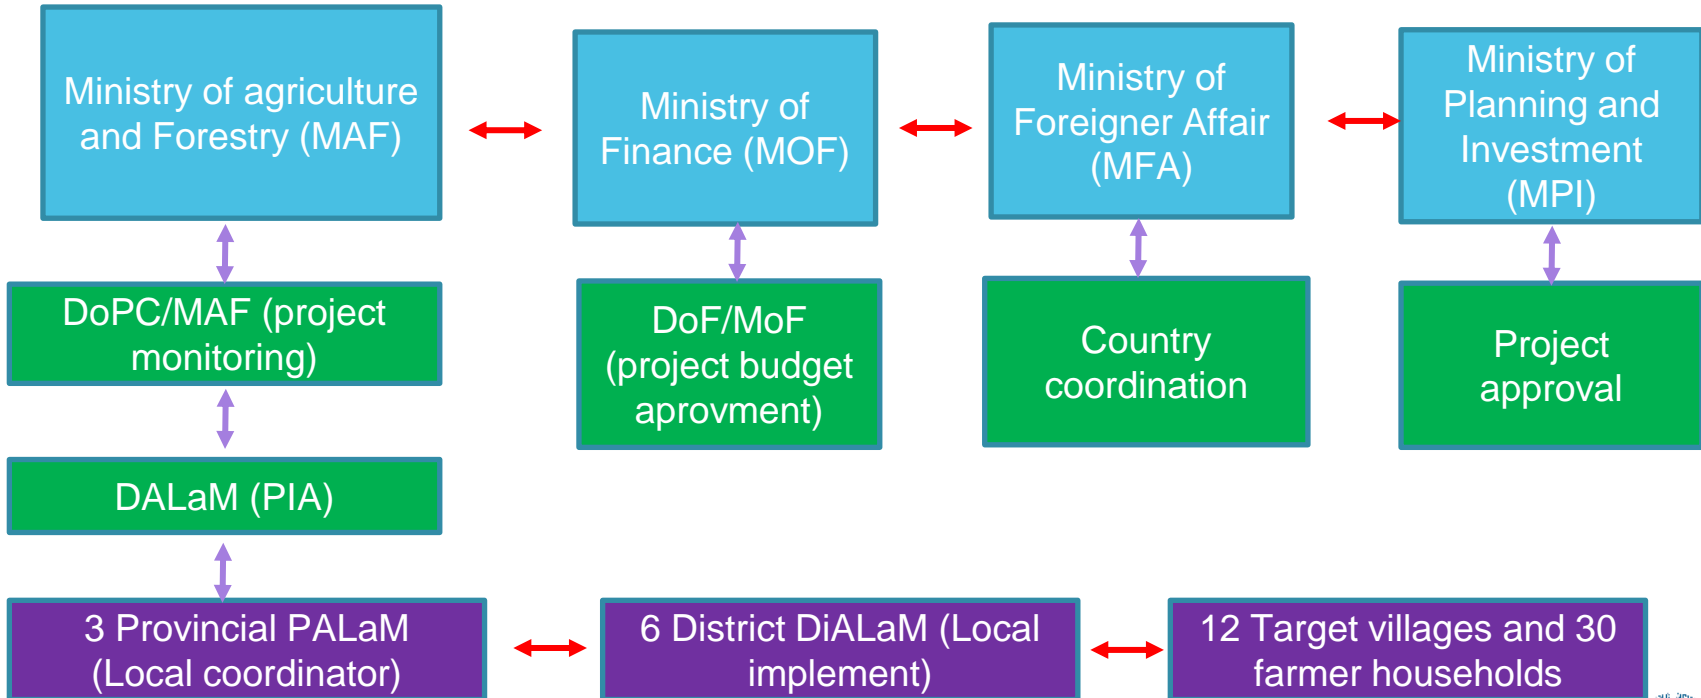 Ministry of agriculture
and Forestry (MAF)
Ministry of
Finance (MOF)
Ministry of
Foreigner Affair
(MFA)
Ministry of
Planning and
Investment
(MPI)
DoPC/MAF (project
monitoring)
DoF/MoF
(project budget
aprovment)
Country
coordination
Project
approval
DALaM (PIA)
3 Provincial PALaM
(Local coordinator)
6 District DiALaM (Local
implement)
12 Target villages and 30
farmer households